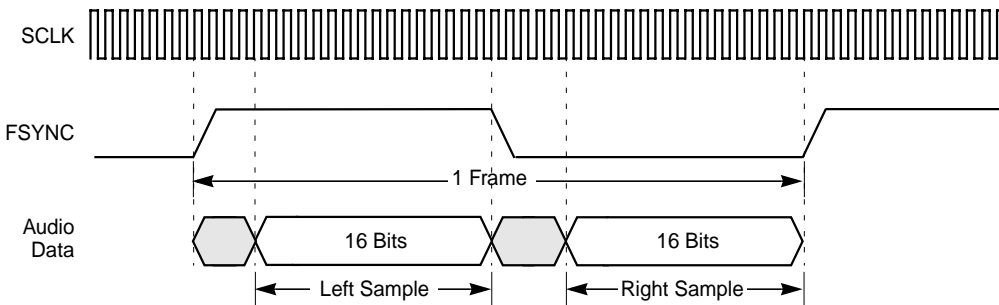 SCLK
FSYNC
1 Frame
Audio
Data
16 Bits
16 Bits
Left Sample
Right Sample